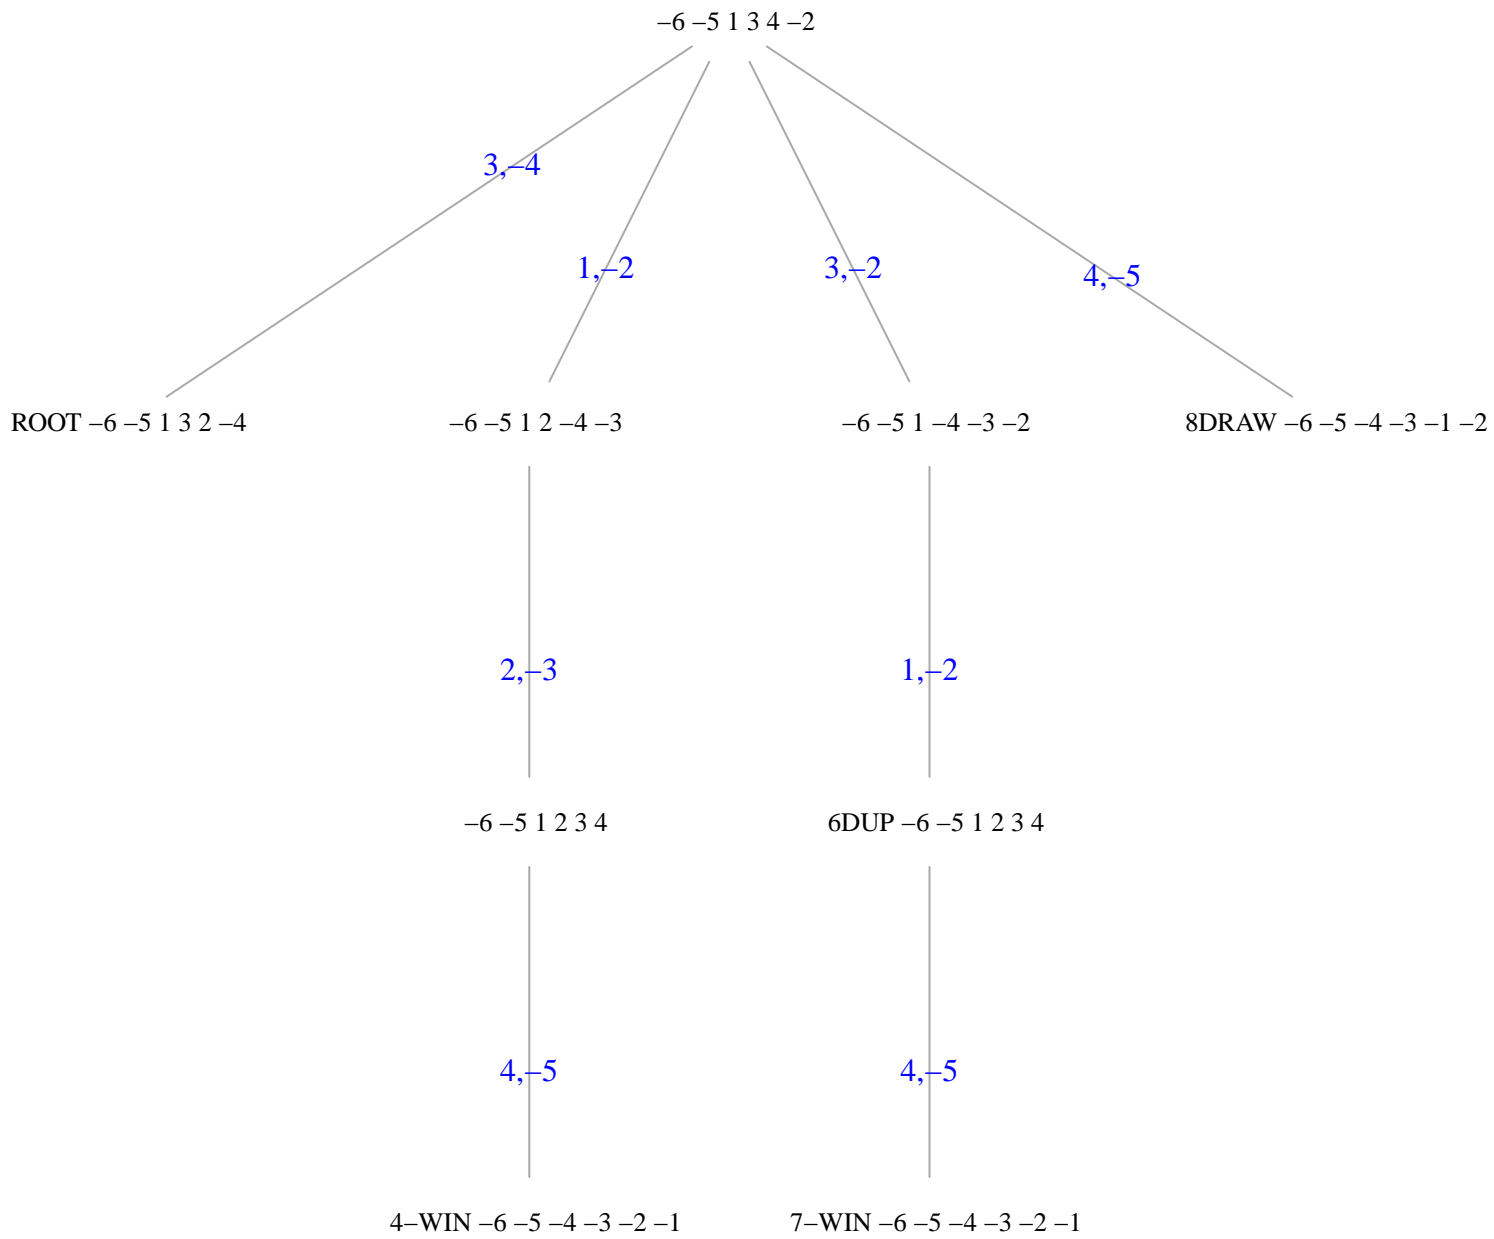 –6 –5 1 3 4 –2
3,–4
1,–2
3,–2
4,–5
ROOT –6 –5 1 3 2 –4
–6 –5 1 2 –4 –3
–6 –5 1 –4 –3 –2
8DRAW –6 –5 –4 –3 –1 –2
2,–3
1,–2
–6 –5 1 2 3 4
6DUP –6 –5 1 2 3 4
4,–5
4,–5
4–WIN –6 –5 –4 –3 –2 –1
7–WIN –6 –5 –4 –3 –2 –1